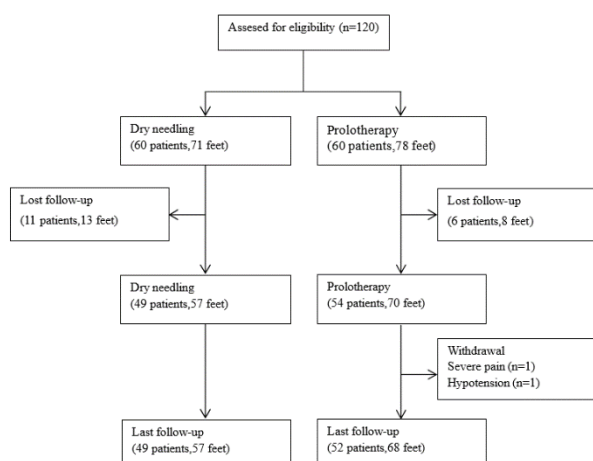 Assesed for eligibility (n=120)
Dry needling
(60 patients,71 feet)
Prolotherapy
(60 patients,78 feet)
Lost follow-up
(11 patients,13 feet)
Lost follow-up
(6 patients,8 feet)
Dry needling
(49 patients,57 feet)
Prolotherapy
(54 patients,70 feet)
Withdrawal
Severe pain (n=1)
Hypotension (n=1)
Last follow-up
(49 patients,57 feet)
Last follow-up
(52 patients,68 feet)